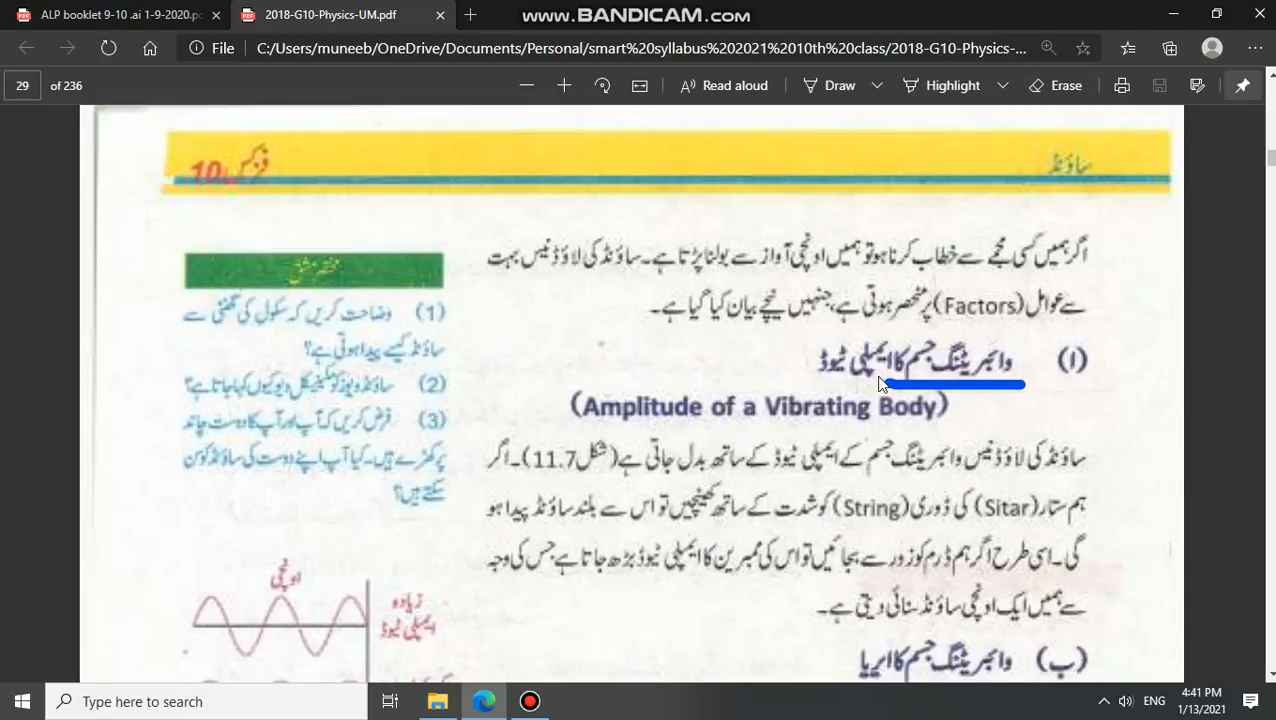 ALP booklet 9-10 .ai 1-9-2020.pd
2018-G10-Physics-UM.pdf
www.BANDICAM.com
File
C:/Users/muneeb/OneDrive/Documents/Personal/smart%20syllabus%202021%2010th%20class/2018-G10-Physics-...
29 of 236
Read aloud
Draw
Highlight
Erase
ساؤنڈ
فزکس 10
اگر ہمیں کسی مجمے سے خطاب کرنا ہو تو ہمیں اونچی آواز سے بولنا پڑتا ہے۔ ساؤنڈ کی لاؤڈنیس بہت
سے عوامل (Factors) پر منحصر ہوتی ہے، جنہیں نیچے بیان کیا گیا ہے۔
(ا) وائبریٹنگ جسم کا ایمپلی ٹیوڈ
(Amplitude of a Vibrating Body)
ساؤنڈ کی لاؤڈنیس وائبریٹنگ جسم کے ایمپلی ٹیوڈ کے ساتھ بدل جاتی ہے (شکل 11.7)۔ اگر
ہم ستار (Sitar) کی ڈوری (String) کو شدت کے ساتھ کھینچیں تو اس سے بلند ساؤنڈ پیدا ہو
گی۔ اسی طرح اگر ہم ڈرم کو زور سے بجائیں تو اس کی ممبرین کا ایمپلی ٹیوڈ بڑھ جاتا ہے جس کی وجہ
سے ہمیں ایک اونچی ساؤنڈ سنائی دیتی ہے۔
(ب) وائبریٹنگ جسم کا ایریا
مختصر مشق
(1) وضاحت کریں کہ سکول کی گھنٹی سے
ساؤنڈ کیسے پیدا ہوتی ہے؟
(2) ساؤنڈ ویوز کو مکینیکل ویو کیوں کہا جاتا ہے؟
(3) فرض کریں کہ آپ اور آپ کا دوست چاند
پر کھڑے ہیں۔ کیا آپ اپنے دوست کی ساؤنڈ کو سن
سکتے ہیں؟
اونچی
زیادہ
ایمپلی ٹیوڈ
Type here to search
ENG
4:41 PM
1/13/2021